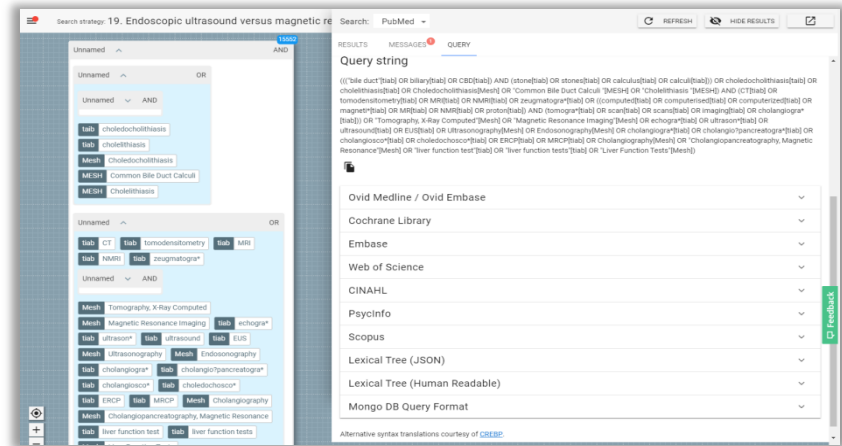 Search strategy: 19. Endoscopic ultrasound versus magnetic re
15662
Unnamed AND
Unnamed OR
Unnamed AND
tiab choledocholithiasis
tiab cholelithiasis
Mesh Choledocholithiasis
MESH Common Bile Duct Calculi
MESH Cholelithiasis
Unnamed OR
tiab CT tiab tomodensitometry tiab MRI
tiab NMRI tiab zeugmatogra*
Unnamed AND
Mesh Tomography, X-Ray Computed
Mesh Magnetic Resonance Imaging tiab echogra*
tiab ultrason* tiab ultrasound tiab EUS
Mesh Ultrasonography Mesh Endosonography
tiab cholangiogra* tiab cholangio?pancreatogra*
tiab cholangiosco* tiab choledochosco*
tiab ERCP tiab MRCP Mesh Cholangiography
Mesh Cholangiopancreatography, Magnetic Resonance
tiab liver function test tiab liver function tests
Search: PubMed
REFRESH HIDE RESULTS
RESULTS MESSAGES QUERY
Query string
((("bile duct"[tiab] OR biliary[tiab] OR CBD[tiab]) AND (stone[tiab] OR stones[tiab] OR calculus[tiab] OR calculi[tiab])) OR choledocholithiasis[tiab] OR
cholelithiasis[tiab] OR Choledocholithiasis[Mesh] OR "Common Bile Duct Calculi "[MESH] OR "Cholelithiasis "[MESH]) AND (CT[tiab] OR
tomodensitometry[tiab] OR MRI[tiab] OR NMRI[tiab] OR zeugmatogra*[tiab] OR ((computed[tiab] OR computerised[tiab] OR computerized[tiab] OR
magnet*[tiab] OR MR[tiab] OR NMR[tiab] OR proton[tiab]) AND (tomogra*[tiab] OR scan[tiab] OR scans[tiab] OR imaging[tiab] OR cholangiogra*
[tiab])) OR "Tomography, X-Ray Computed"[Mesh] OR "Magnetic Resonance Imaging"[Mesh] OR echogra*[tiab] OR ultrason*[tiab] OR
ultrasound[tiab] OR EUS[tiab] OR Ultrasonography[Mesh] OR Endosonography[Mesh] OR cholangiogra*[tiab] OR cholangio?pancreatogra*[tiab] OR
cholangiosco*[tiab] OR choledochosco*[tiab] OR ERCP[tiab] OR MRCP[tiab] OR Cholangiography[Mesh] OR "Cholangiopancreatography, Magnetic
Resonance"[Mesh] OR "liver function test"[tiab] OR "liver function tests"[tiab] OR "Liver Function Tests"[Mesh])
Ovid Medline / Ovid Embase
Cochrane Library
Embase
Web of Science
CINAHL
PsycInfo
Scopus
Lexical Tree (JSON)
Lexical Tree (Human Readable)
Mongo DB Query Format
Alternative syntax translations courtesy of CREBP.
Feedback